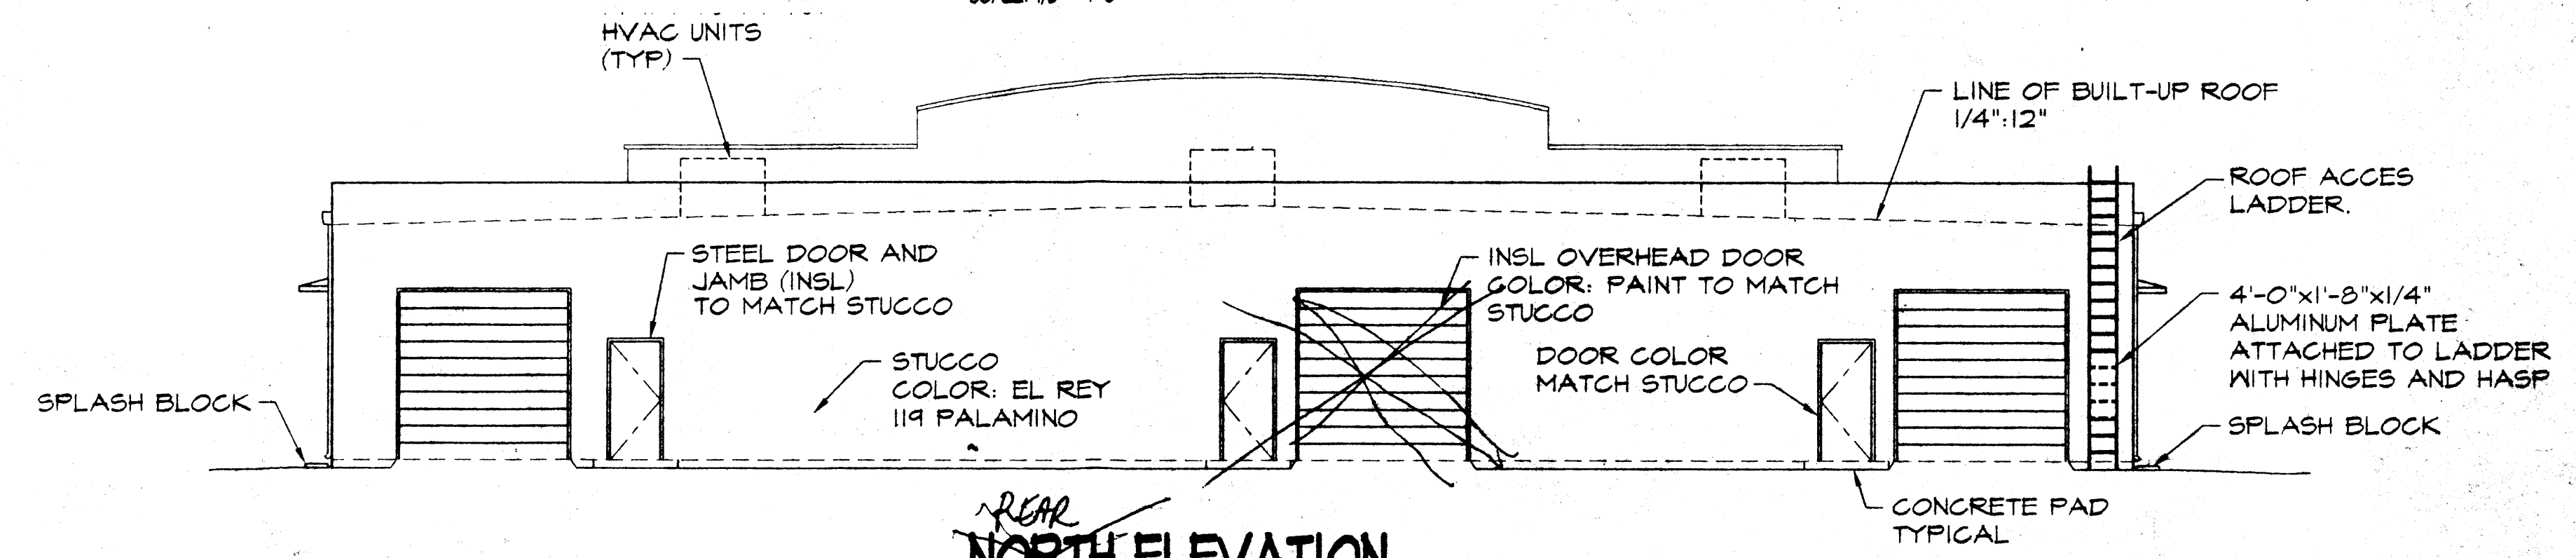 HVAC UNITS
(TYP)
LINE OF BUILT-UP ROOF
1/4":12"
ROOF ACCES
LADDER.
STEEL DOOR AND
JAMB (INSL)
TO MATCH STUCCO
INSL OVERHEAD DOOR
COLOR: PAINT TO MATCH
STUCCO
4'-0"x1'-8"x1/4"
ALUMINUM PLATE
ATTACHED TO LADDER
WITH HINGES AND HASP
STUCCO
COLOR: EL REY
119 PALAMINO
DOOR COLOR
MATCH STUCCO
SPLASH BLOCK
SPLASH BLOCK
CONCRETE PAD
TYPICAL
REAR
NORTH ELEVATION